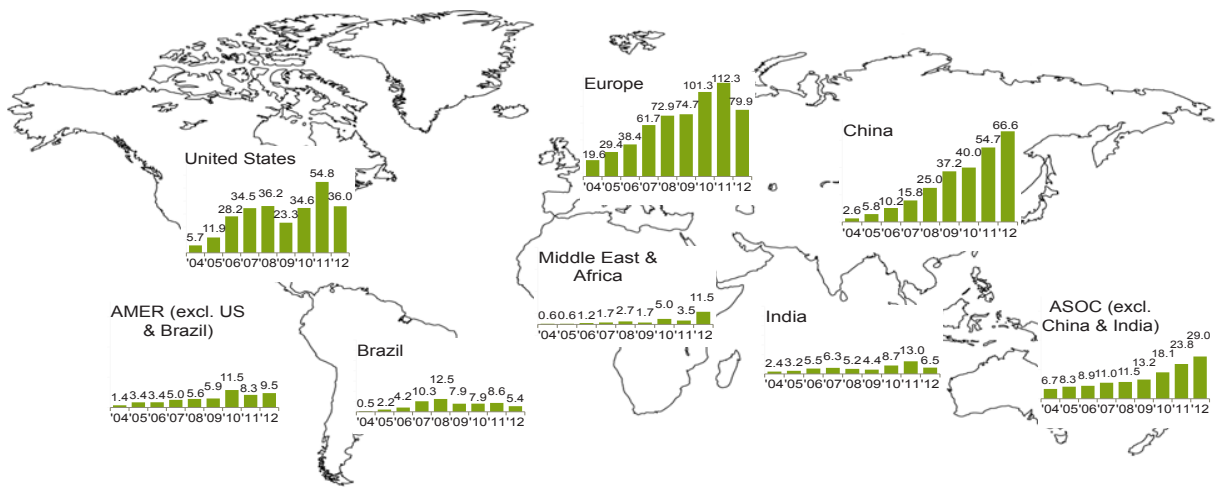 Europe
19.6 29.4 38.4 61.7 72.9 74.7 101.3 112.3 79.9
'04 '05 '06 '07 '08 '09 '10 '11 '12
China
2.6 5.8 10.2 15.8 25.0 37.2 40.0 54.7 66.6
'04 '05 '06 '07 '08 '09 '10 '11 '12
United States
5.7 11.9 28.2 34.5 36.2 23.3 34.6 54.8 36.0
'04 '05 '06 '07 '08 '09 '10 '11 '12
Middle East &
Africa
0.6 0.6 1.2 1.7 2.7 1.7 5.0 3.5 11.5
'04 '05 '06 '07 '08 '09 '10 '11 '12
AMER (excl. US
& Brazil)
1.4 3.4 3.4 5.0 5.6 5.9 11.5 8.3 9.5
'04 '05 '06 '07 '08 '09 '10 '11 '12
Brazil
0.5 2.2 4.2 10.3 12.5 7.9 7.9 8.6 5.4
'04 '05 '06 '07 '08 '09 '10 '11 '12
India
2.4 3.2 5.5 6.3 5.2 4.4 8.7 13.0 6.5
'04 '05 '06 '07 '08 '09 '10 '11 '12
ASOC (excl.
China & India)
6.7 8.3 8.9 11.0 11.5 13.2 18.1 23.8 29.0
'04 '05 '06 '07 '08 '09 '10 '11 '12